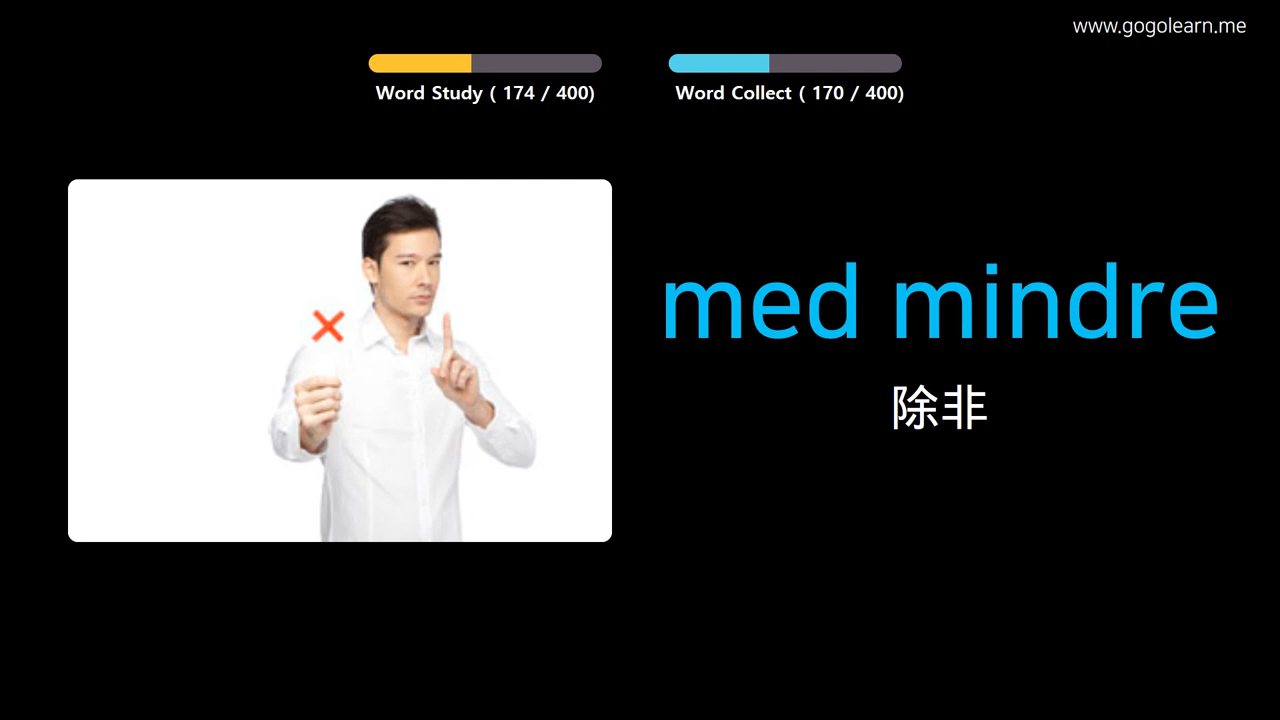 www.gogolearn.me
Word Study ( 174 / 400)
Word Collect ( 170 / 400)
med mindre
除非